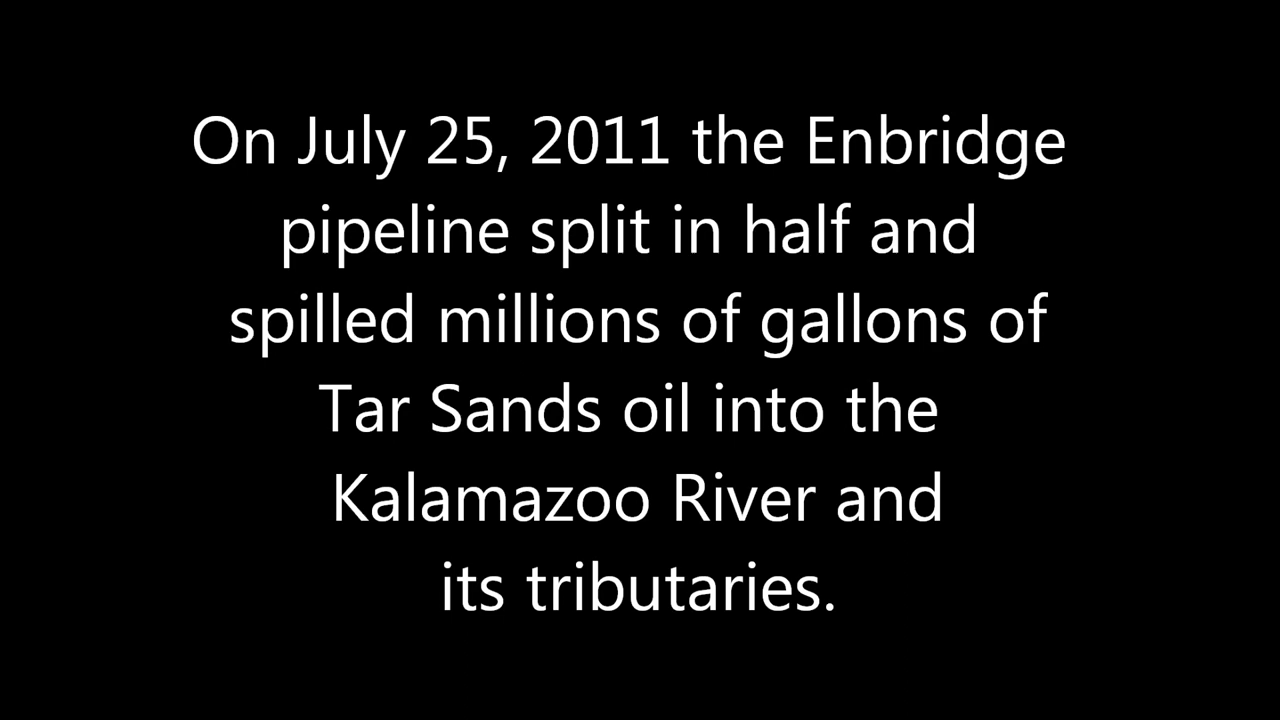 On July 25, 2011 the Enbridge
pipeline split in half and
spilled millions of gallons of
Tar Sands oil into the
Kalamazoo River and
its tributaries.